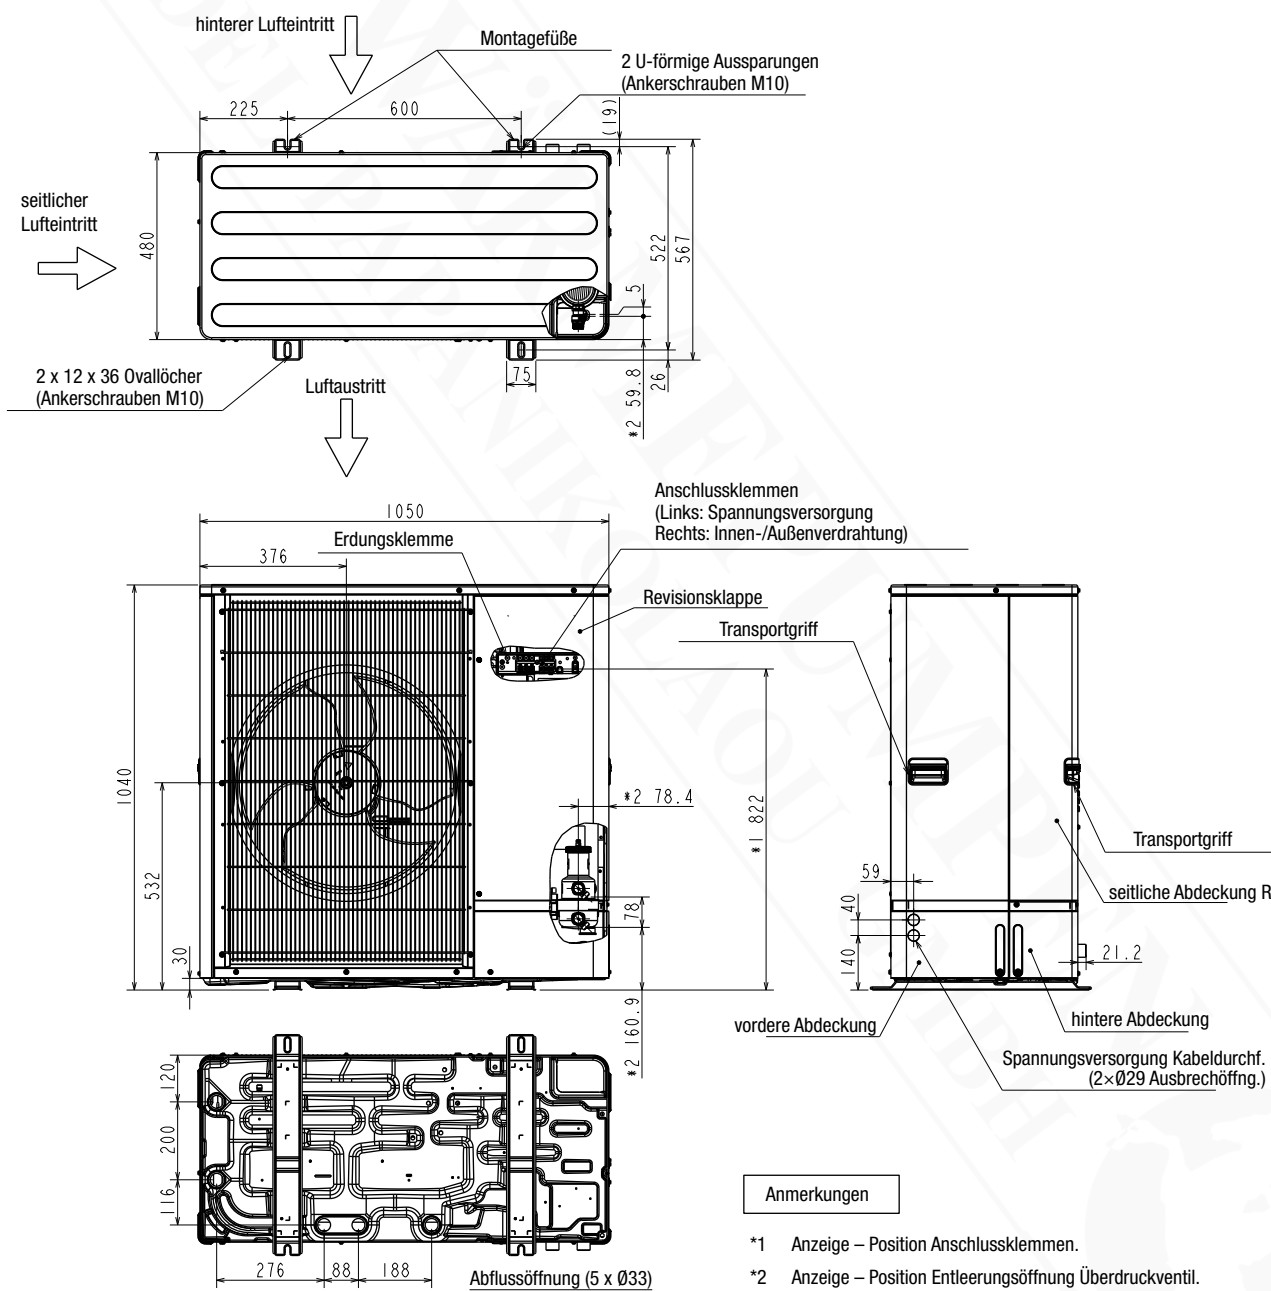 hinterer Lufteintritt
Montagefüße
2 U-förmige Aussparungen
(Ankerschrauben M10)
225
600
(19)
seitlicher
Lufteintritt
480
522
567
5
2 x 12 x 36 Ovallöcher
(Ankerschrauben M10)
Luftaustritt
75
*2 59.8
26
Anschlussklemmen
(Links: Spannungsversorgung
Rechts: Innen-/Außenverdrahtung)
1050
Erdungsklemme
376
Revisionsklappe
Transportgriff
1040
532
30
*2 78.4
*1 822
78
*2 160.9
Transportgriff
59
seitliche Abdeckung R
40
140
21.2
vordere Abdeckung
hintere Abdeckung
Spannungsversorgung Kabeldurchf.
(2×Ø29 Ausbrechöffng.)
120
200
116
276
88
188
Abflussöffnung (5 x Ø33)
Anmerkungen
*1 Anzeige – Position Anschlussklemmen.
*2 Anzeige – Position Entleerungsöffnung Überdruckventil.
WÄRMEPUMPEN